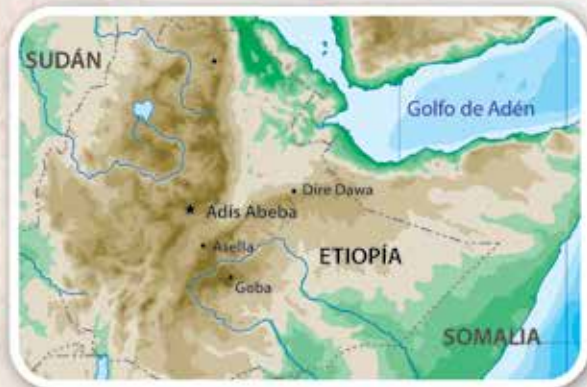 SUDÁN
Golfo de Adén
Dire Dawa
Adís Abeba
Asella
ETIOPÍA
Goba
SOMALIA